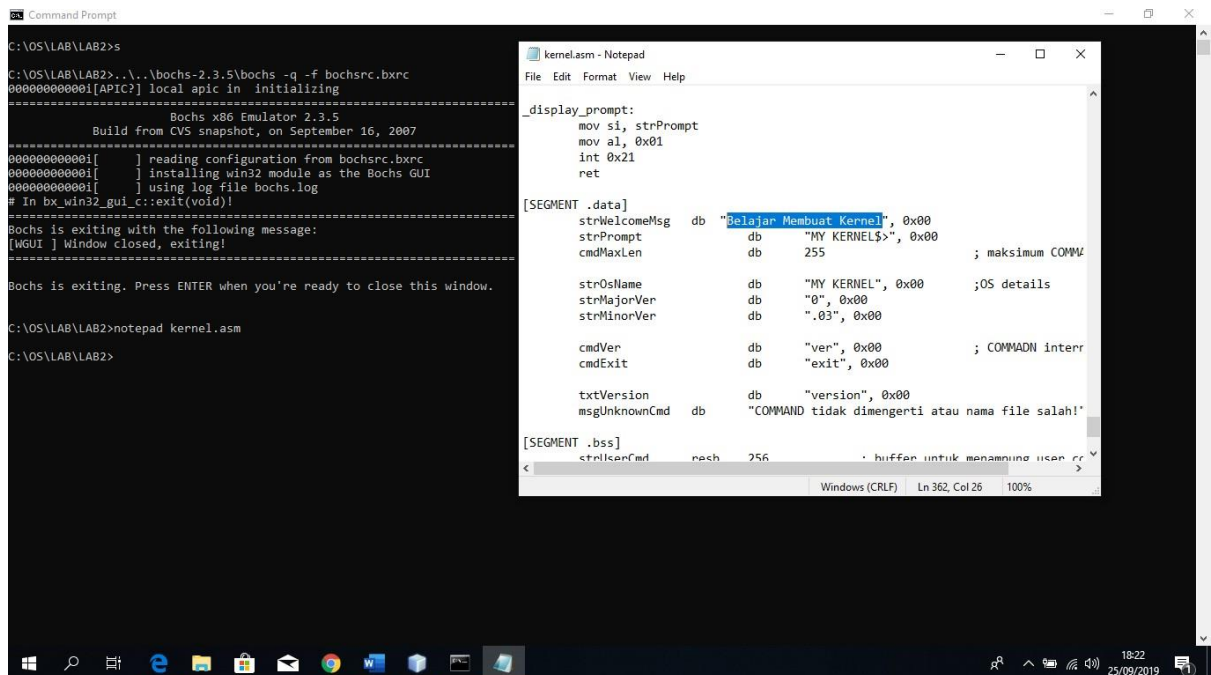 Command Prompt
C:\OS\LAB\LAB2>s
C:\OS\LAB\LAB2>..\..\bochs-2.3.5\bochs -q -f bochsrc.bxrc
00000000000i[APIC?] local apic in  initializing
========================================================================
Bochs x86 Emulator 2.3.5
Build from CVS snapshot, on September 16, 2007
========================================================================
00000000000i[     ] reading configuration from bochsrc.bxrc
00000000000i[     ] installing win32 module as the Bochs GUI
00000000000i[     ] using log file bochs.log
# In bx_win32_gui_c::exit(void)!
========================================================================
Bochs is exiting with the following message:
[WGUI ] Window closed, exiting!
========================================================================
Bochs is exiting. Press ENTER when you're ready to close this window.
C:\OS\LAB\LAB2>notepad kernel.asm
C:\OS\LAB\LAB2>
kernel.asm - Notepad
File Edit Format View Help
_display_prompt:
mov si, strPrompt
mov al, 0x01
int 0x21
ret
[SEGMENT .data]
strWelcomeMsg db "Belajar Membuat Kernel", 0x00
strPrompt db "MY KERNEL$>", 0x00
cmdMaxLen db 255 ; maksimum COMMA
strOsName db "MY KERNEL", 0x00 ;OS details
strMajorVer db "0", 0x00
strMinorVer db ".03", 0x00
cmdVer db "ver", 0x00 ; COMMADN intern
cmdExit db "exit", 0x00
txtVersion db "version", 0x00
msgUnknownCmd db "COMMAND tidak dimengerti atau nama file salah!"
[SEGMENT .bss]
strUserCmd resb 256 ; buffer untuk menampung user co
Windows (CRLF) Ln 362, Col 26 100%
18:22
25/09/2019